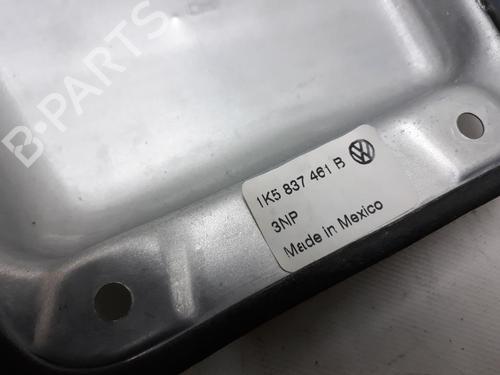 B-PARTS
1K5 837 461 B
3NP
Made in Mexico